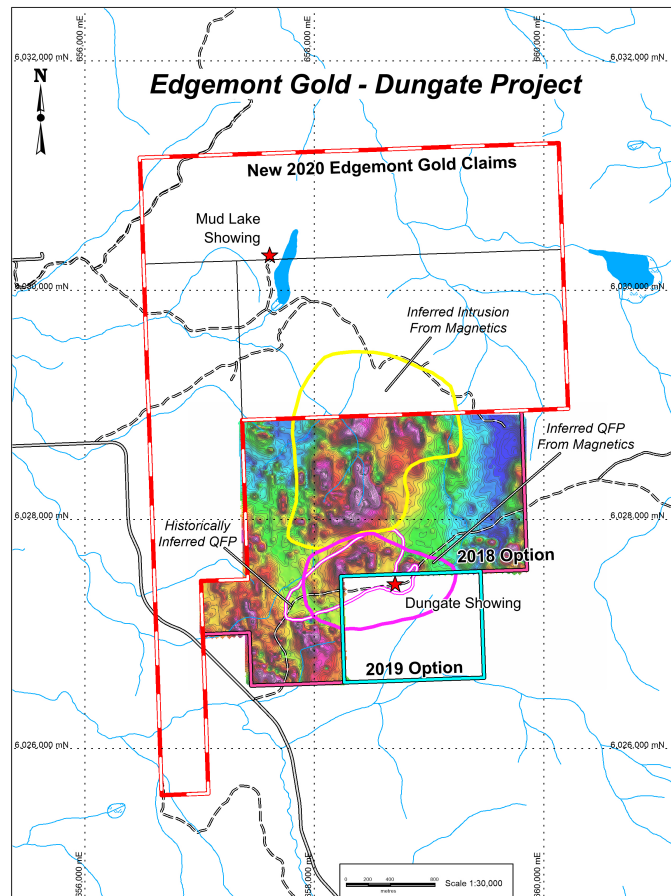 656,000 mE
658,000 mE
660,000 mE
6,032,000 mN
6,032,000 mN
N
Edgemont Gold - Dungate Project
New 2020 Edgemont Gold Claims
Mud Lake
Showing
6,030,000 mN
6,030,000 mN
Inferred Intrusion
From Magnetics
Inferred QFP
From Magnetics
6,028,000 mN
6,028,000 mN
Historically
Inferred QFP
2018 Option
Dungate Showing
2019 Option
6,026,000 mN
6,026,000 mN
656,000 mE
658,000 mE
660,000 mE
0 200 400 800
metres
Scale 1:30,000